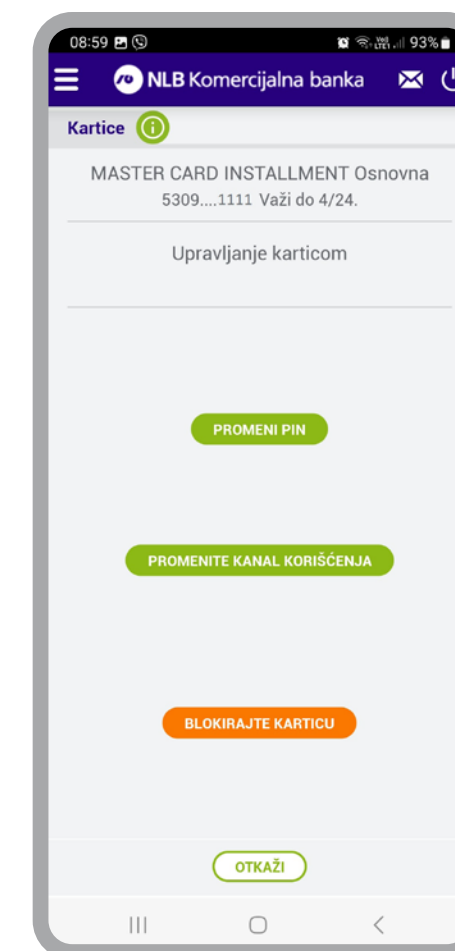 08:59 93%
NLB Komercijalna banka
Kartice
MASTER CARD INSTALLMENT Osnovna
5309....1111 Važi do 4/24.
Upravljanje karticom
PROMENI PIN
PROMENITE KANAL KORIŠĆENJA
BLOKIRAJTE KARTICU
OTKAŽI